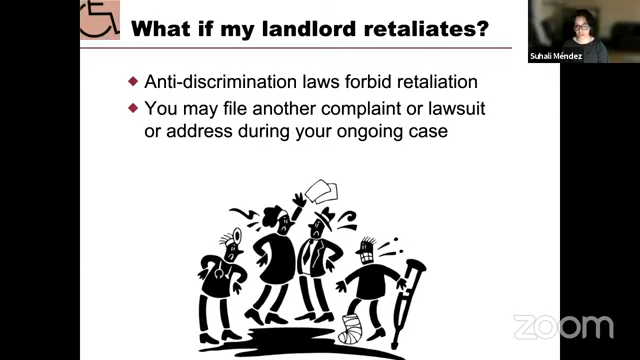 What if my landlord retaliates?
Suhali Méndez
Anti-discrimination laws forbid retaliation
You may file another complaint or lawsuit
or address during your ongoing case
zoom